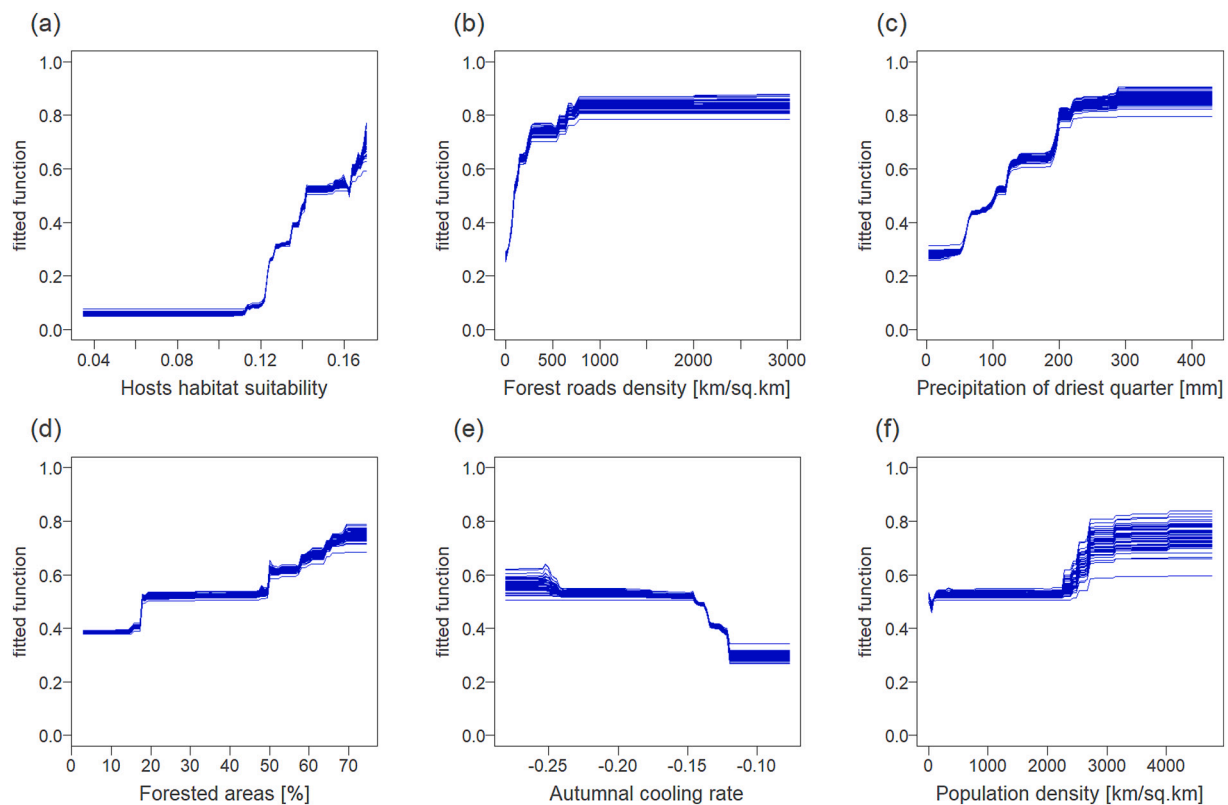 (a) (b) (c)
1.0 1.0 1.0
0.8 0.8 0.8
0.6 0.6 0.6
0.4 0.4 0.4
0.2 0.2 0.2
0.0 0.0 0.0
fitted function fitted function fitted function
0.04 0.08 0.12 0.16 0 500 1000 2000 3000 0 100 200 300 400
Hosts habitat suitability Forest roads density [km/sq.km] Precipitation of driest quarter [mm]
(d) (e) (f)
1.0 1.0 1.0
0.8 0.8 0.8
0.6 0.6 0.6
0.4 0.4 0.4
0.2 0.2 0.2
0.0 0.0 0.0
fitted function fitted function fitted function
0 10 20 30 40 50 60 70 -0.25 -0.20 -0.15 -0.10 0 1000 2000 3000 4000
Forested areas [%] Autumnal cooling rate Population density [km/sq.km]